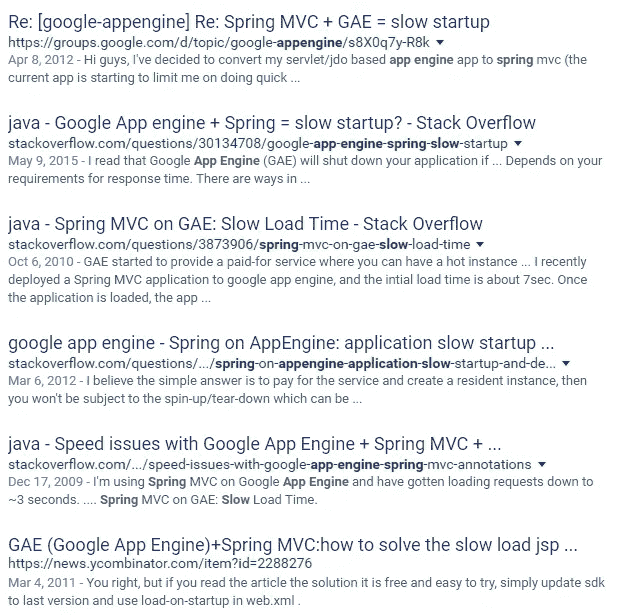 Re: [google-appengine] Re: Spring MVC + GAE = slow startup
https://groups.google.com/d/topic/google-appengine/s8X0q7y-R8k
Apr 8, 2012 - Hi guys, I've decided to convert my servlet/jdo based app engine app to spring mvc (the
current app is starting to limit me on doing quick ...
java - Google App engine + Spring = slow startup? - Stack Overflow
stackoverflow.com/questions/30134708/google-app-engine-spring-slow-startup
May 9, 2015 - I read that Google App Engine (GAE) will shut down your application if ... Depends on your
requirements for response time. There are ways in ...
java - Spring MVC on GAE: Slow Load Time - Stack Overflow
stackoverflow.com/questions/3873906/spring-mvc-on-gae-slow-load-time
Oct 6, 2010 - GAE started to provide a paid-for service where you can have a hot instance ... I recently
deployed a Spring MVC application to google app engine, and the intial load time is about 7sec. Once
the application is loaded, the app ...
google app engine - Spring on AppEngine: application slow startup ...
stackoverflow.com/questions/.../spring-on-appengine-application-slow-startup-and-de...
Mar 6, 2012 - I believe the simple answer is to pay for the service and create a resident instance, then
you won't be subject to the spin-up/tear-down which can be ...
java - Speed issues with Google App Engine + Spring MVC + ...
stackoverflow.com/.../speed-issues-with-google-app-engine-spring-mvc-annotations
Dec 17, 2009 - I'm using Spring MVC on Google App Engine and have gotten loading requests down to
~3 seconds. .... Spring MVC on GAE: Slow Load Time.
GAE (Google App Engine)+Spring MVC:how to solve the slow load jsp ...
https://news.ycombinator.com/item?id=2288276
Mar 4, 2011 - You right, but if you read the article the solution it is free and easy to try, simply update sdk
to last version and use load-on-startup in web.xml .